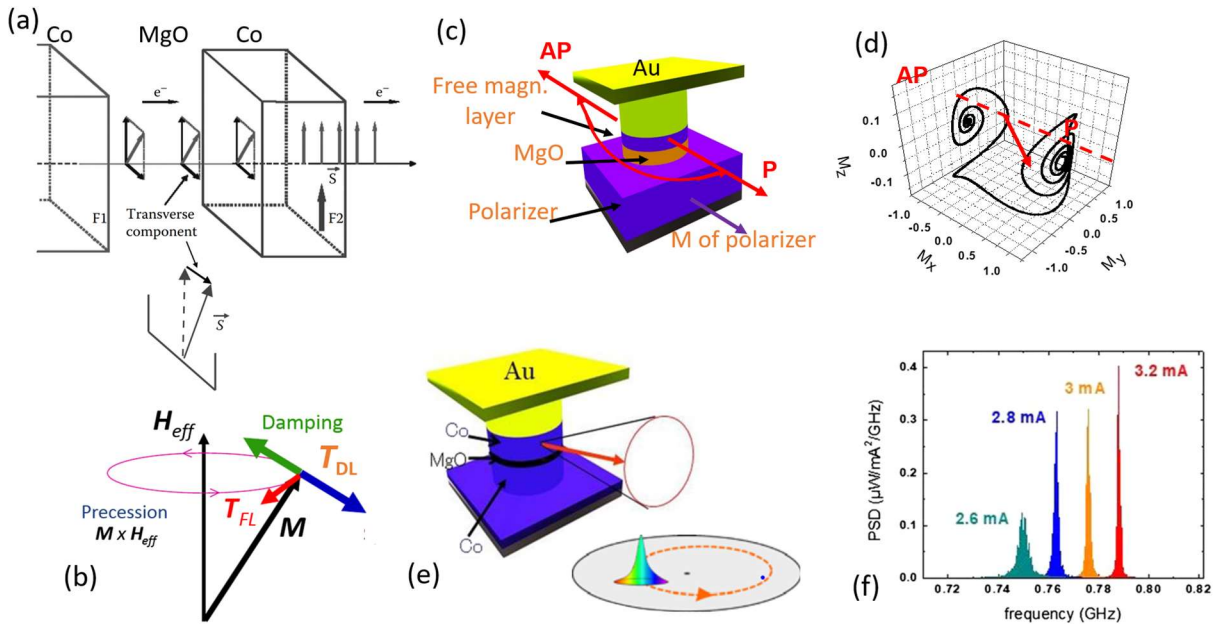 (a)
Co
MgO
Co
e⁻
e⁻
F1
S
F2
Transverse
component
S
(b)
H_eff
Damping
T_DL
T_FL
Precession
M x H_eff
M
(c)
AP
Au
Free magn.
layer
MgO
P
Polarizer
M of polarizer
(d)
AP
P
0.1
0.0
-0.1
M_z
-1.0
-0.5
0.0
0.5
1.0
M_x
1.0
0.5
0.0
-0.5
-1.0
M_y
(e)
Au
Co
MgO
Co
(f)
0.4
0.3
0.2
0.1
0.0
PSD (µW/mA²/GHz)
2.6 mA
2.8 mA
3 mA
3.2 mA
0.72
0.74
0.76
0.78
0.80
0.82
frequency (GHz)